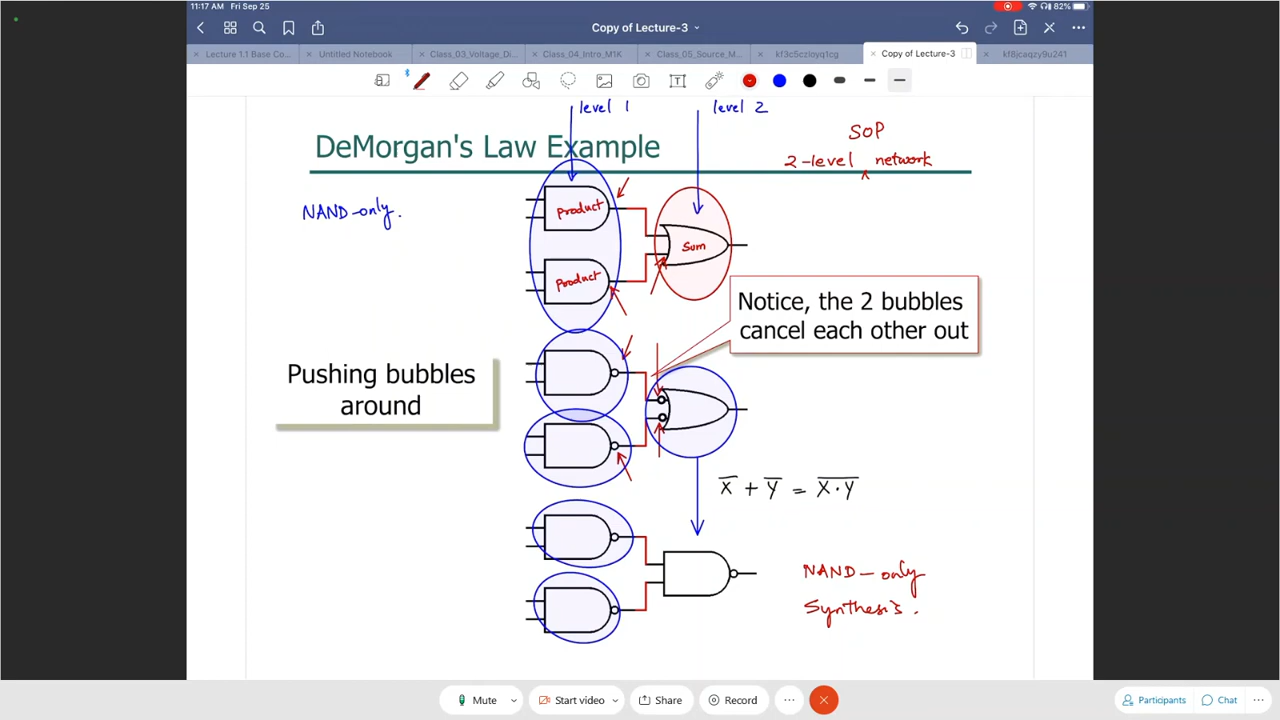 11:17 AM Fri Sep 25
82%
Copy of Lecture-3
Lecture 1.1 Base Co...
Untitled Notebook
Class_03_Voltage_Di...
Class_04_Intro_M1K
Class_05_Source_M...
kf3c5czloyq1cg
Copy of Lecture-3
kf8jcaqzy9u241
level 1
level 2
DeMorgan's Law Example
SOP
2-level network
NAND-only.
Product
Sum
Product
Notice, the 2 bubbles
cancel each other out
Pushing bubbles
around
X̅ + Y̅ = X̅·̅Y̅
NAND-only
Synthesis.
Mute
Start video
Share
Record
Participants
Chat